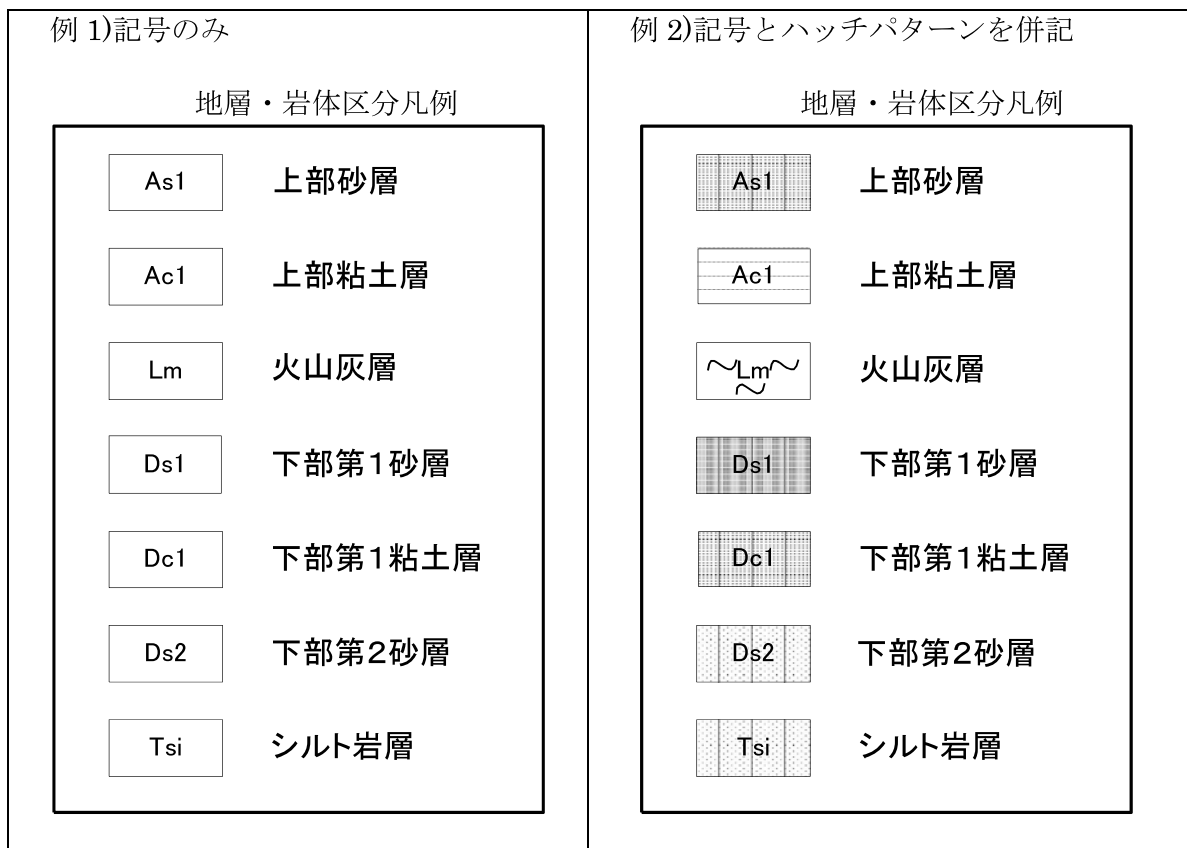 例 1)記号のみ
地層・岩体区分凡例
As1 上部砂層
Ac1 上部粘土層
Lm 火山灰層
Ds1 下部第１砂層
Dc1 下部第１粘土層
Ds2 下部第２砂層
Tsi シルト岩層
例 2)記号とハッチパターンを併記
地層・岩体区分凡例
As1 上部砂層
Ac1 上部粘土層
Lm 火山灰層
Ds1 下部第１砂層
Dc1 下部第１粘土層
Ds2 下部第２砂層
Tsi シルト岩層